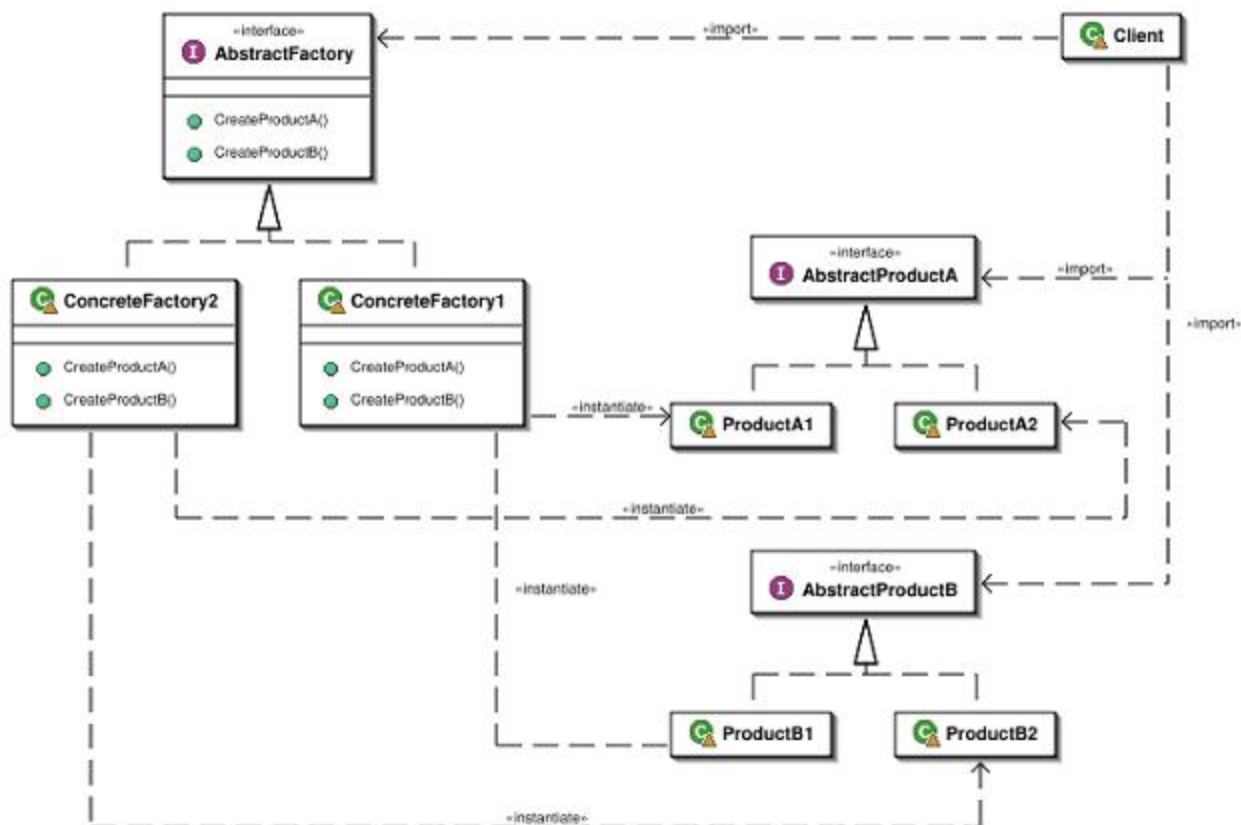 «interface»
I AbstractFactory
CreateProductA()
CreateProductB()
«import»
C Client
C ConcreteFactory2
CreateProductA()
CreateProductB()
C ConcreteFactory1
CreateProductA()
CreateProductB()
«interface»
I AbstractProductA
«import»
«import»
«instantiate»
C ProductA1
C ProductA2
«instantiate»
«interface»
I AbstractProductB
«instantiate»
C ProductB1
C ProductB2
«instantiate»